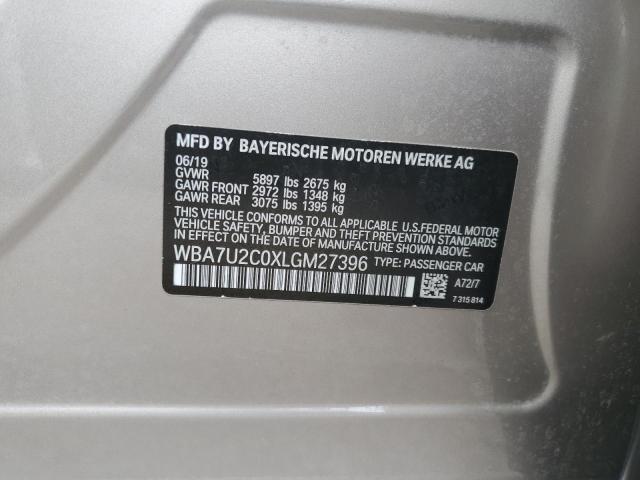 MFD BY BAYERISCHE MOTOREN WERKE AG
06/19
GVWR 5897 lbs 2675 kg
GAWR FRONT 2972 lbs 1348 kg
GAWR REAR 3075 lbs 1395 kg
THIS VEHICLE CONFORMS TO ALL APPLICABLE U.S.FEDERAL MOTOR
VEHICLE SAFETY, BUMPER, AND THEFT PREVENTION STANDARDS
IN EFFECT ON THE DATE OF MANUFACTURE SHOWN ABOVE.
WBA7U2C0XLGM27396 TYPE: PASSENGER CAR
A72/7
7 315 814